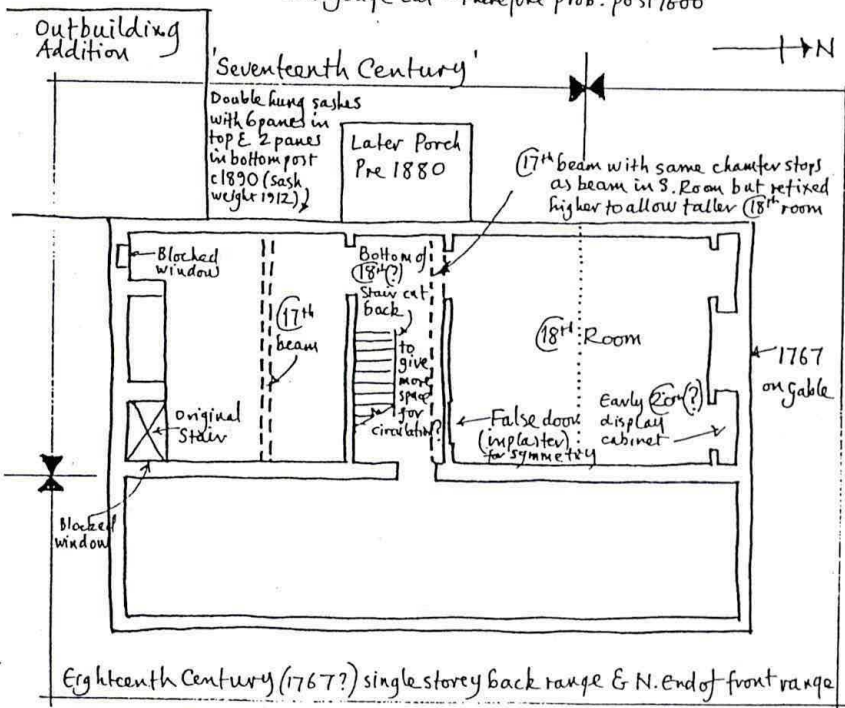 Therefore prob. post 1600
Outbuilding
Addition
N
'Seventeenth Century'
Double hung sashes
with 6 panes in
top & 2 panes
in bottom post
c1890 (sash
weight 1912)
Later Porch
Pre 1880
17th beam with same chamfer stops
as beam in S. Room but refixed
higher to allow taller 18th room
Blocked
window
17th
beam
Bottom of
18th(?)
Stair cut
back
to
give
more
space
for
circulation?
18th Room
1767
on gable
Original
Stair
False door
(in plaster)
for symmetry
Early 20th(?)
display
cabinet
Blocked
window
Eighteenth Century (1767?) single storey back range & N. End of front range